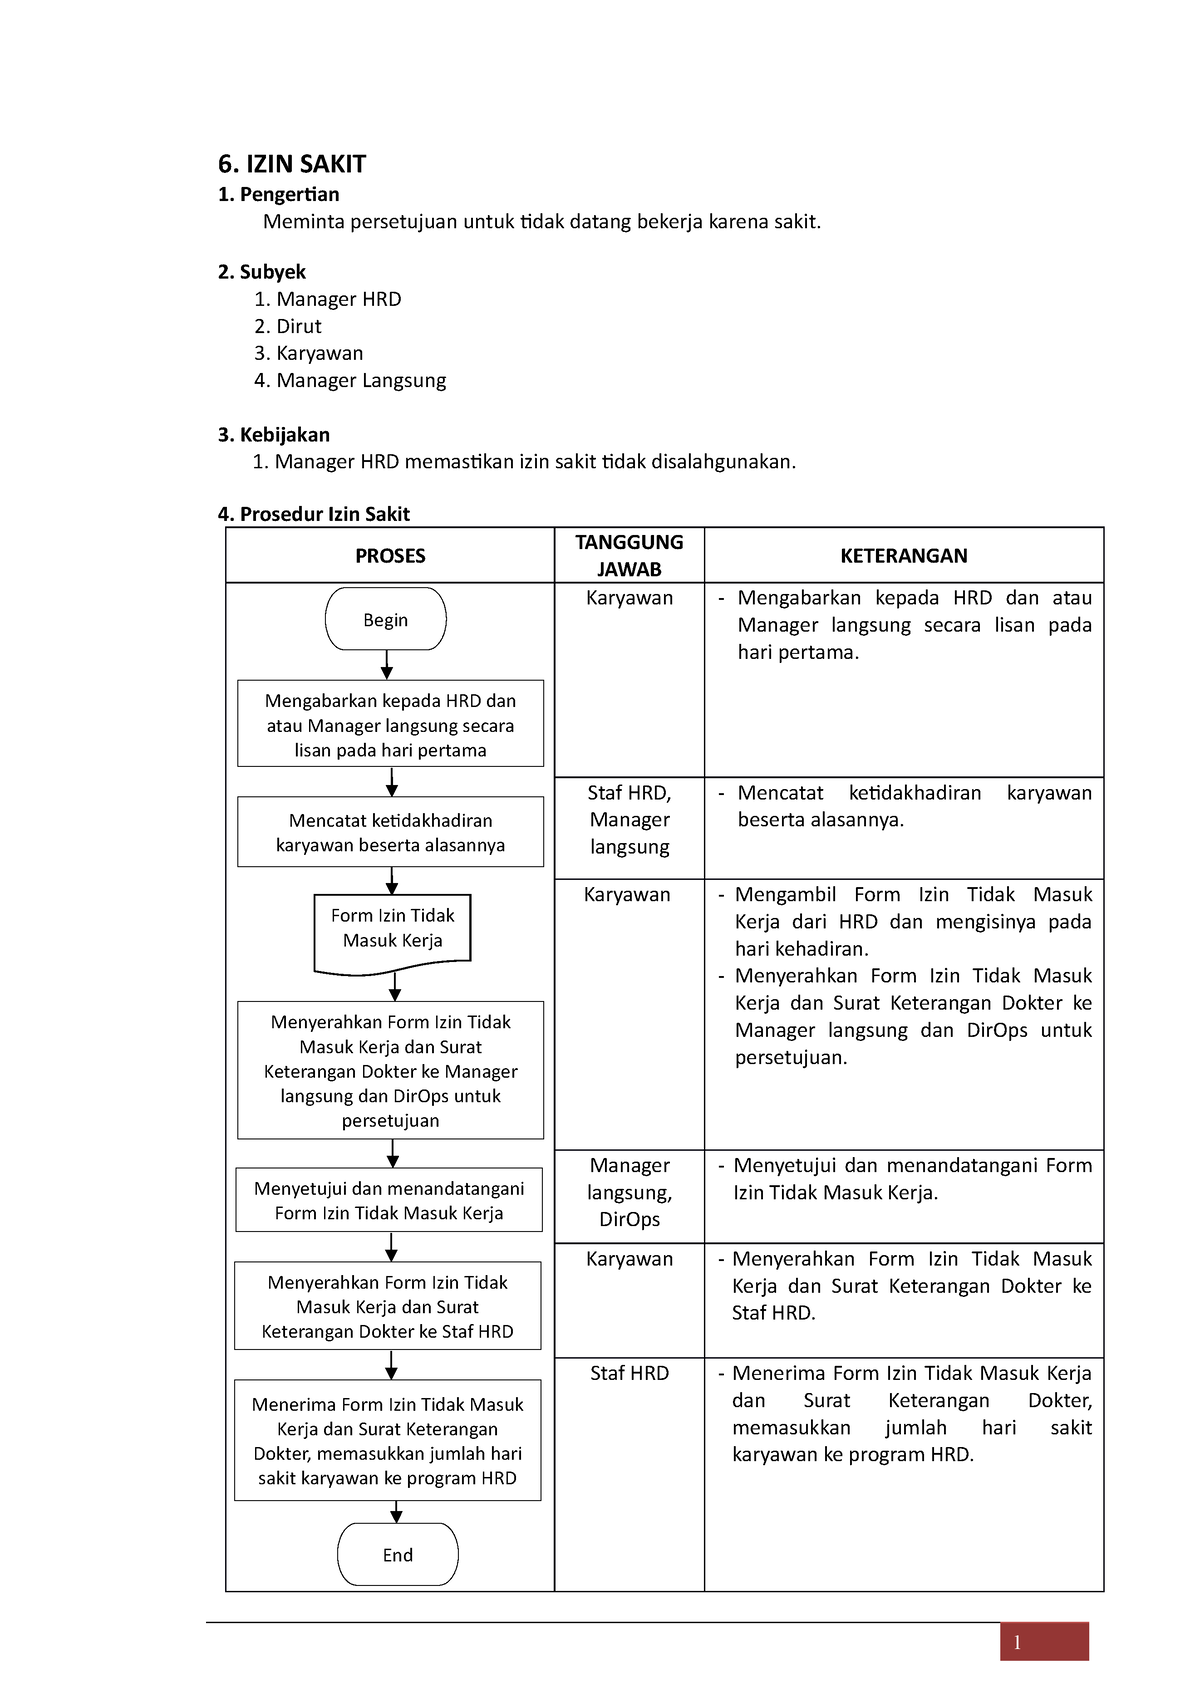 6. IZIN SAKIT
1. Pengertian
Meminta persetujuan untuk tidak datang bekerja karena sakit.
2. Subyek
1. Manager HRD
2. Dirut
3. Karyawan
4. Manager Langsung
3. Kebijakan
1. Manager HRD memastikan izin sakit tidak disalahgunakan.
4. Prosedur Izin Sakit
PROSES
TANGGUNG
JAWAB
KETERANGAN
Begin
Mengabarkan kepada HRD dan
atau Manager langsung secara
lisan pada hari pertama
Karyawan
- Mengabarkan kepada HRD dan atau
Manager langsung secara lisan pada
hari pertama.
Mencatat ketidakhadiran
karyawan beserta alasannya
Staf HRD,
Manager
langsung
- Mencatat ketidakhadiran karyawan
beserta alasannya.
Form Izin Tidak
Masuk Kerja
Menyerahkan Form Izin Tidak
Masuk Kerja dan Surat
Keterangan Dokter ke Manager
langsung dan DirOps untuk
persetujuan
Karyawan
- Mengambil Form Izin Tidak Masuk
Kerja dari HRD dan mengisinya pada
hari kehadiran.
- Menyerahkan Form Izin Tidak Masuk
Kerja dan Surat Keterangan Dokter ke
Manager langsung dan DirOps untuk
persetujuan.
Menyetujui dan menandatangani
Form Izin Tidak Masuk Kerja
Manager
langsung,
DirOps
- Menyetujui dan menandatangani Form
Izin Tidak Masuk Kerja.
Menyerahkan Form Izin Tidak
Masuk Kerja dan Surat
Keterangan Dokter ke Staf HRD
Karyawan
- Menyerahkan Form Izin Tidak Masuk
Kerja dan Surat Keterangan Dokter ke
Staf HRD.
Menerima Form Izin Tidak Masuk
Kerja dan Surat Keterangan
Dokter, memasukkan jumlah hari
sakit karyawan ke program HRD
End
Staf HRD
- Menerima Form Izin Tidak Masuk Kerja
dan Surat Keterangan Dokter,
memasukkan jumlah hari sakit
karyawan ke program HRD.
1